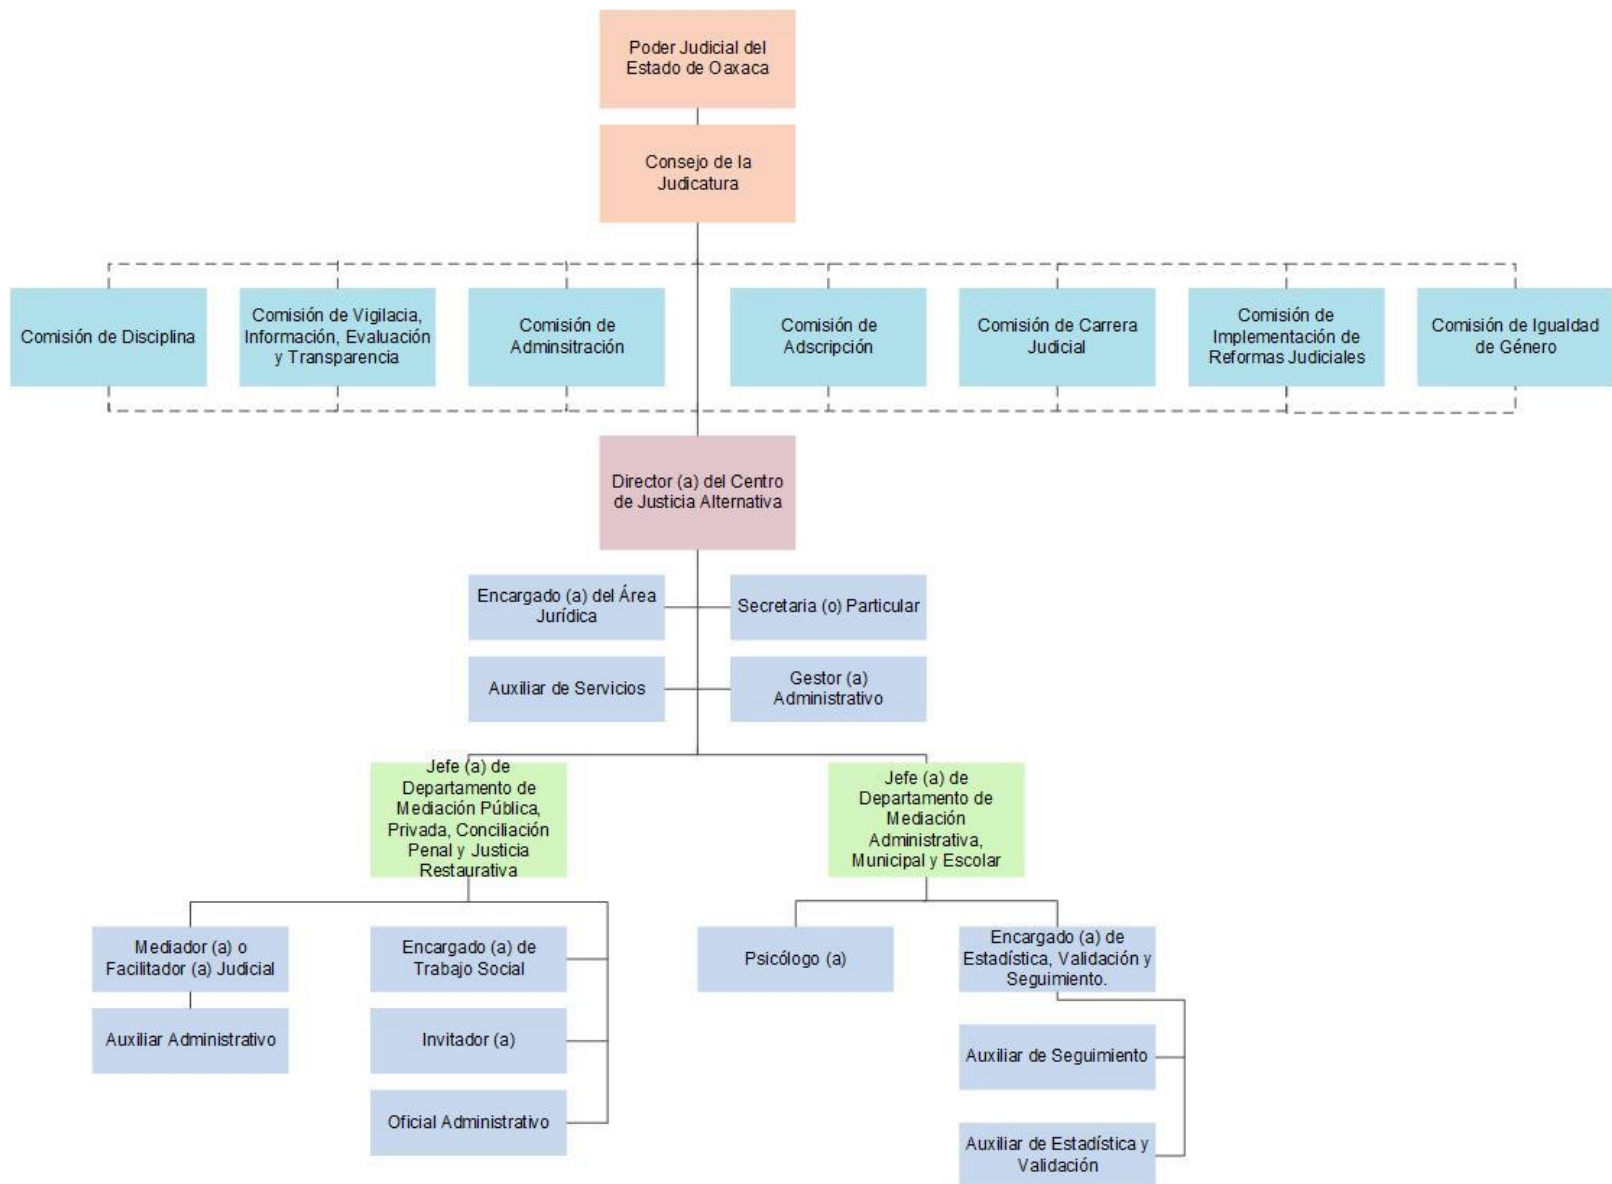 Poder Judicial del
Estado de Oaxaca
Consejo de la
Judicatura
Comisión de Disciplina
Comisión de Vigilacia,
Información, Evaluación
y Transparencia
Comisión de
Adminsitración
Comisión de
Adscripción
Comisión de Carrera
Judicial
Comisión de
Implementación de
Reformas Judiciales
Comisión de Igualdad
de Género
Director (a) del Centro
de Justicia Alternativa
Encargado (a) del Área
Jurídica
Secretaria (o) Particular
Auxiliar de Servicios
Gestor (a)
Administrativo
Jefe (a) de
Departamento de
Mediación Pública,
Privada, Conciliación
Penal y Justicia
Restaurativa
Jefe (a) de
Departamento de
Mediación
Administrativa,
Municipal y Escolar
Mediador (a) o
Facilitador (a) Judicial
Encargado (a) de
Trabajo Social
Psicólogo (a)
Encargado (a) de
Estadística, Validación y
Seguimiento.
Auxiliar Administrativo
Invitador (a)
Auxiliar de Seguimiento
Oficial Administrativo
Auxiliar de Estadística y
Validación